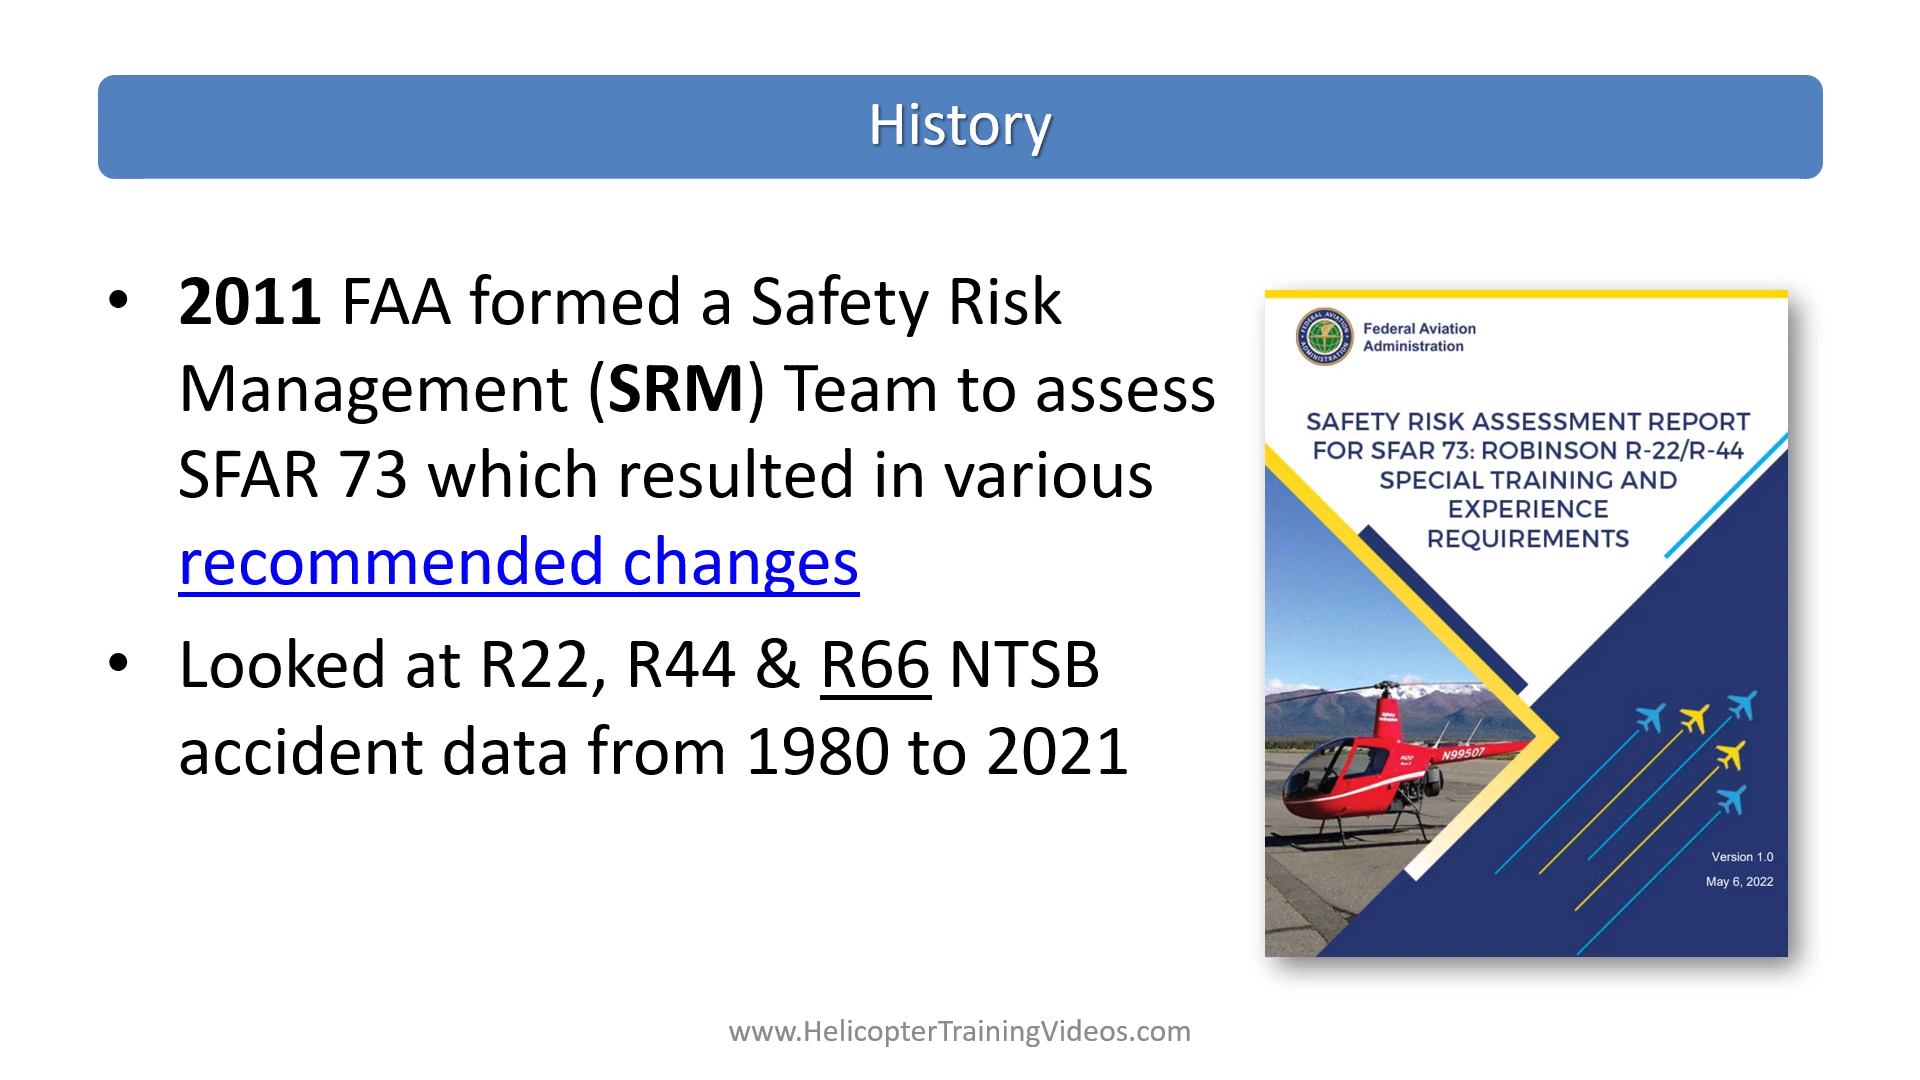 History
• 2011 FAA formed a Safety Risk
Management (SRM) Team to assess
SFAR 73 which resulted in various
recommended changes
• Looked at R22, R44 & R66 NTSB
accident data from 1980 to 2021
Federal Aviation
Administration
SAFETY RISK ASSESSMENT REPORT
FOR SFAR 73: ROBINSON R-22/R-44
SPECIAL TRAINING AND
EXPERIENCE
REQUIREMENTS
N99507
Version 1.0
May 6, 2022
www.HelicopterTrainingVideos.com